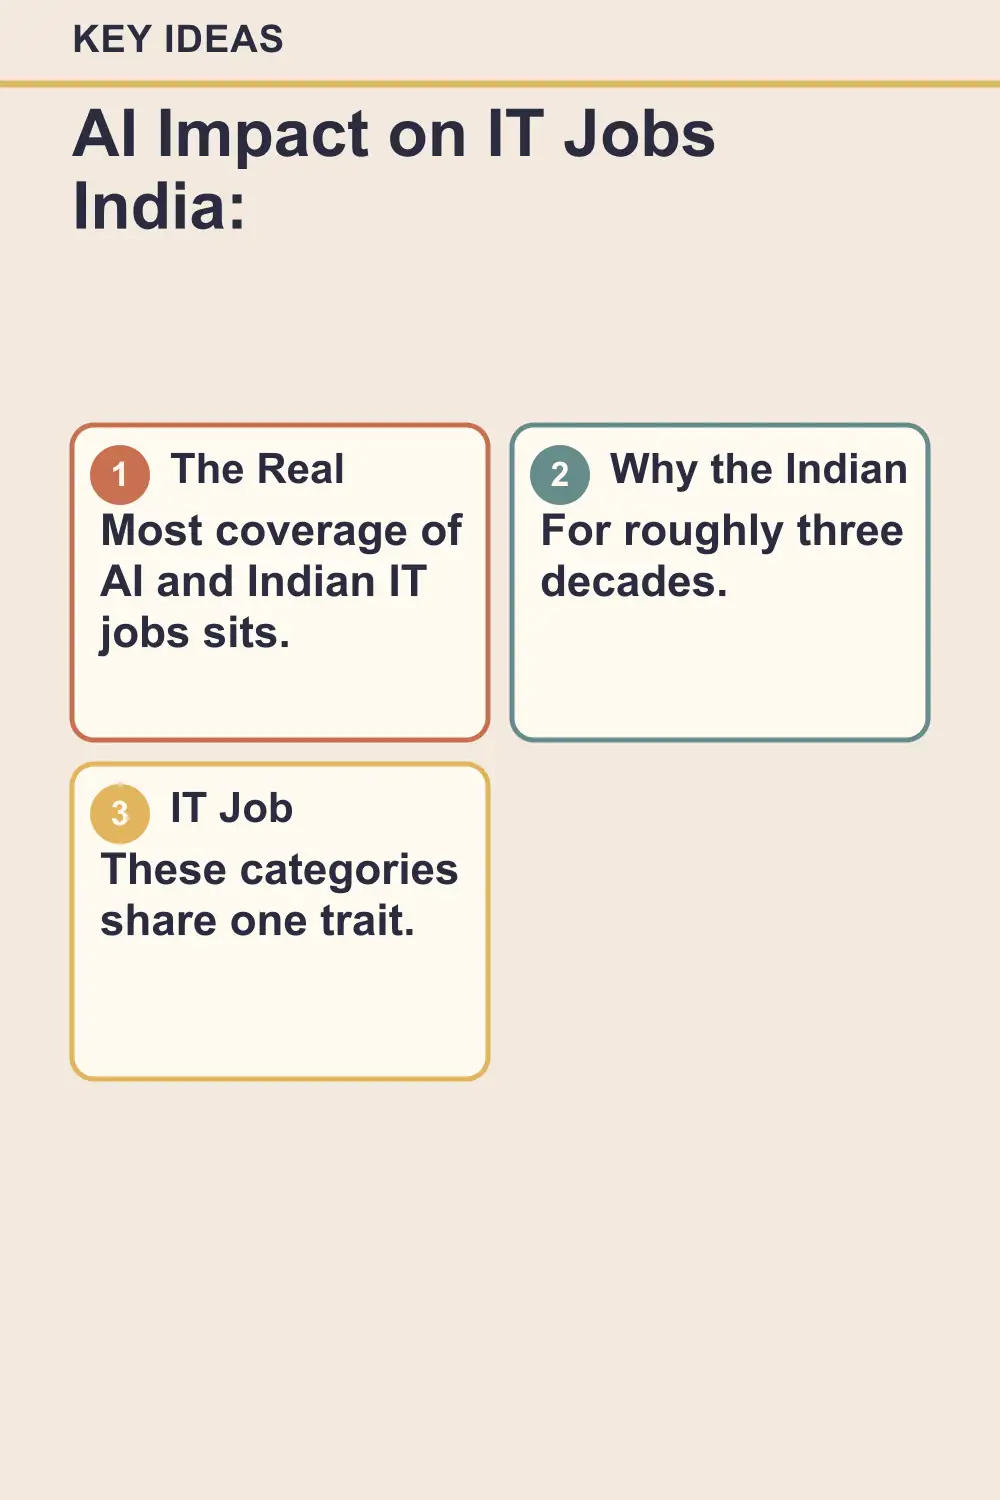 KEY IDEAS
AI Impact on IT Jobs
India:
1 The Real
Most coverage of
AI and Indian IT
jobs sits.
2 Why the Indian
For roughly three
decades.
3 IT Job
These categories
share one trait.